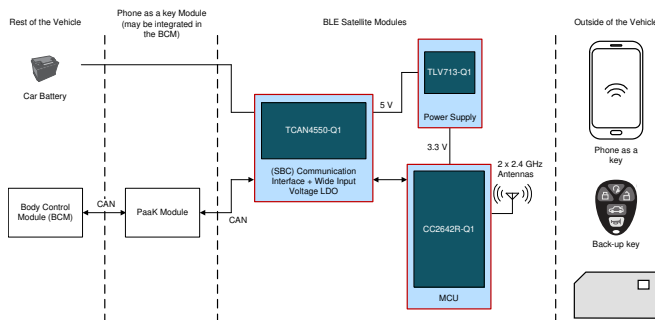 Rest of the Vehicle
Phone as a key Module
(may be integrated in
the BCM)
BLE Satellite Modules
Outside of the Vehicle
Car Battery
TCAN4550-Q1
(SBC) Communication
Interface + Wide Input
Voltage LDO
5 V
TLV713-Q1
Power Supply
3.3 V
2 x 2.4 GHz
Antennas
CC2642R-Q1
MCU
Body Control
Module (BCM)
CAN
PaaK Module
CAN
Phone as a
key
Back-up key